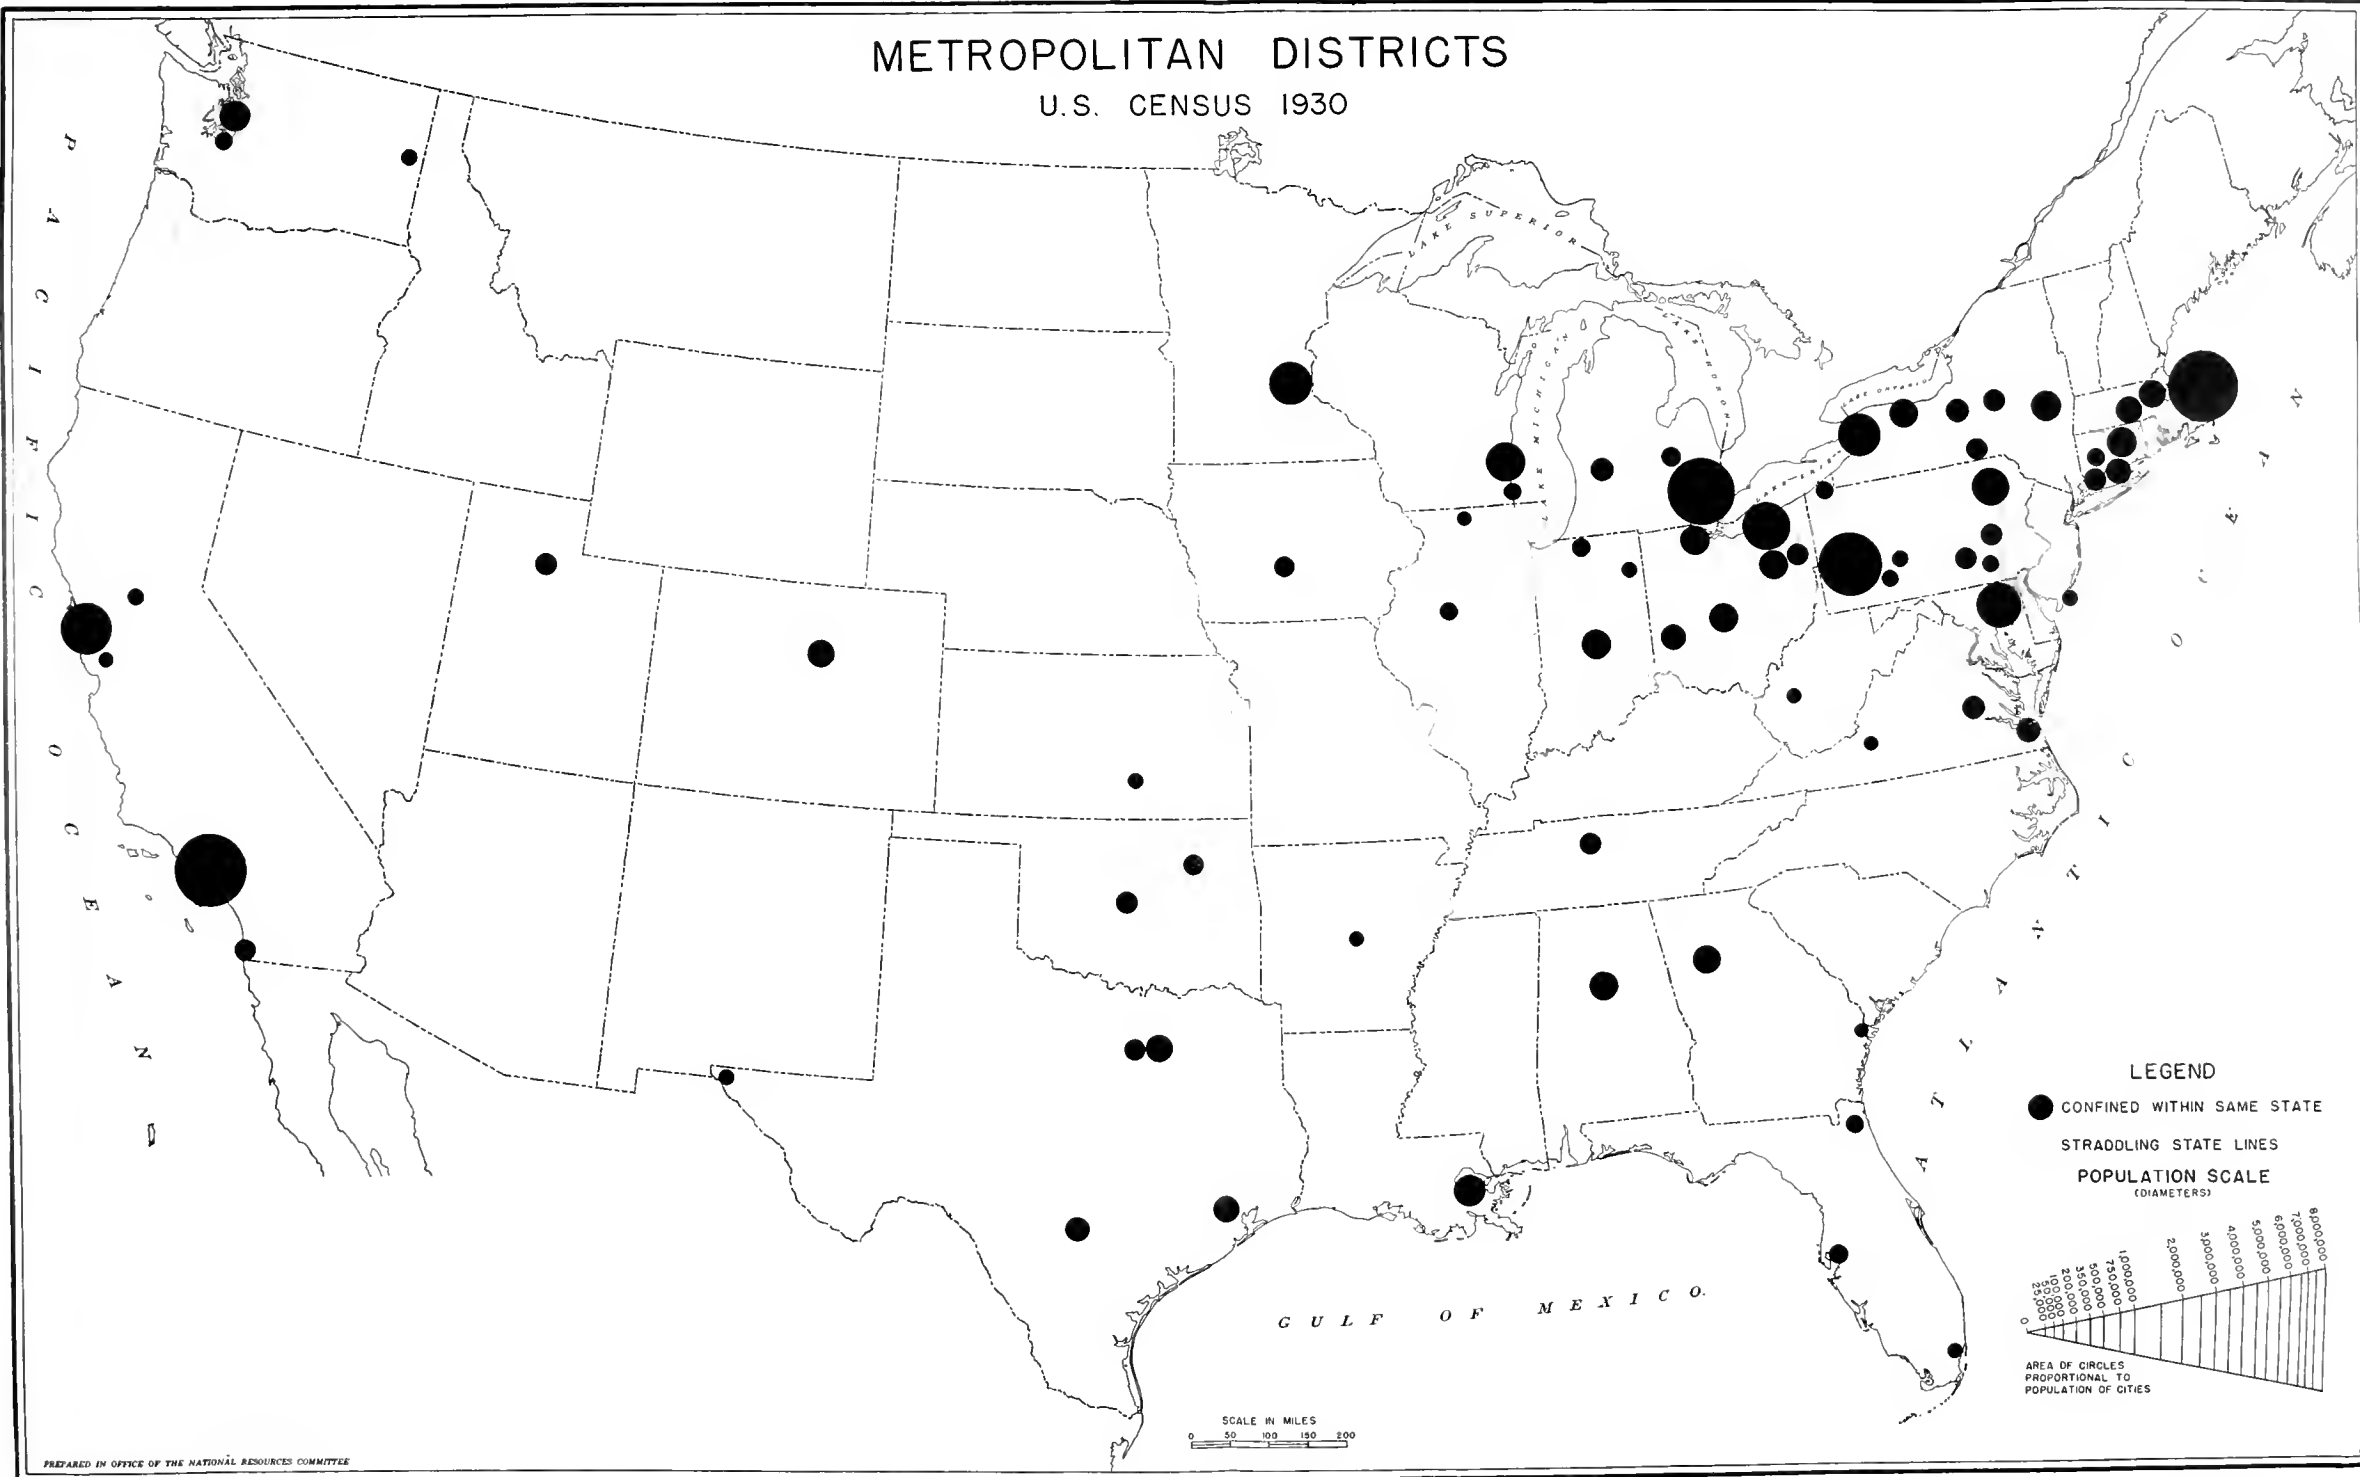 METROPOLITAN DISTRICTS
U.S. CENSUS 1930
PACIFIC OCEAN
LAKE SUPERIOR
LAKE MICHIGAN
LAKE HURON
LAKE ONTARIO
LAKE ERIE
ATLANTIC OCEAN
GULF OF MEXICO.
LEGEND
CONFINED WITHIN SAME STATE
STRADDLING STATE LINES
POPULATION SCALE
(DIAMETERS)
0
25,000
50,000
100,000
200,000
350,000
500,000
750,000
1,000,000
2,000,000
3,000,000
4,000,000
5,000,000
6,000,000
7,000,000
8,000,000
AREA OF CIRCLES
PROPORTIONAL TO
POPULATION OF CITIES
SCALE IN MILES
0 50 100 150 200
PREPARED IN OFFICE OF THE NATIONAL RESOURCES COMMITTEE